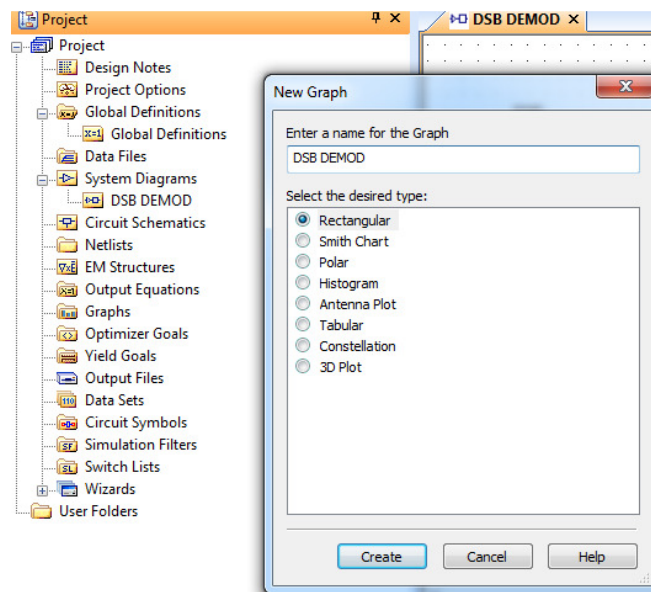 Project
Project
Design Notes
Project Options
Global Definitions
Global Definitions
Data Files
System Diagrams
DSB DEMOD
Circuit Schematics
Netlists
EM Structures
Output Equations
Graphs
Optimizer Goals
Yield Goals
Output Files
Data Sets
Circuit Symbols
Simulation Filters
Switch Lists
Wizards
User Folders
DSB DEMOD
New Graph
Enter a name for the Graph
DSB DEMOD
Select the desired type:
Rectangular
Smith Chart
Polar
Histogram
Antenna Plot
Tabular
Constellation
3D Plot
Create Cancel Help